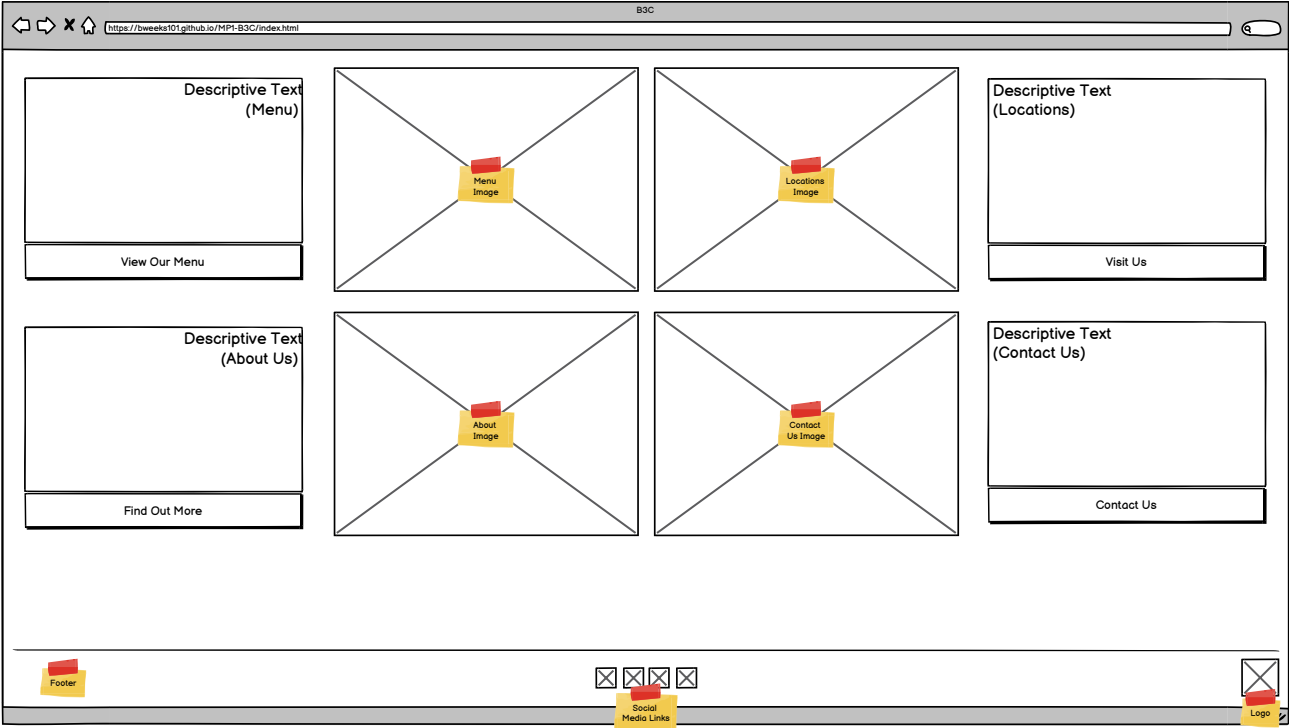 B3C
https://bweeks101.github.io/MP1-B3C/index.html
Descriptive Text
(Menu)
View Our Menu
Menu
Image
Locations
Image
Descriptive Text
(Locations)
Visit Us
Descriptive Text
(About Us)
Find Out More
About
Image
Contact
Us Image
Descriptive Text
(Contact Us)
Contact Us
Footer
Social
Media Links
Logo